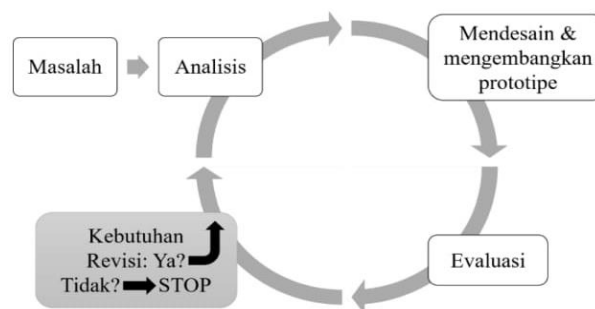 Masalah
Analisis
Mendesain &
mengembangkan
prototipe
Evaluasi
Kebutuhan
Revisi: Ya?
Tidak? STOP